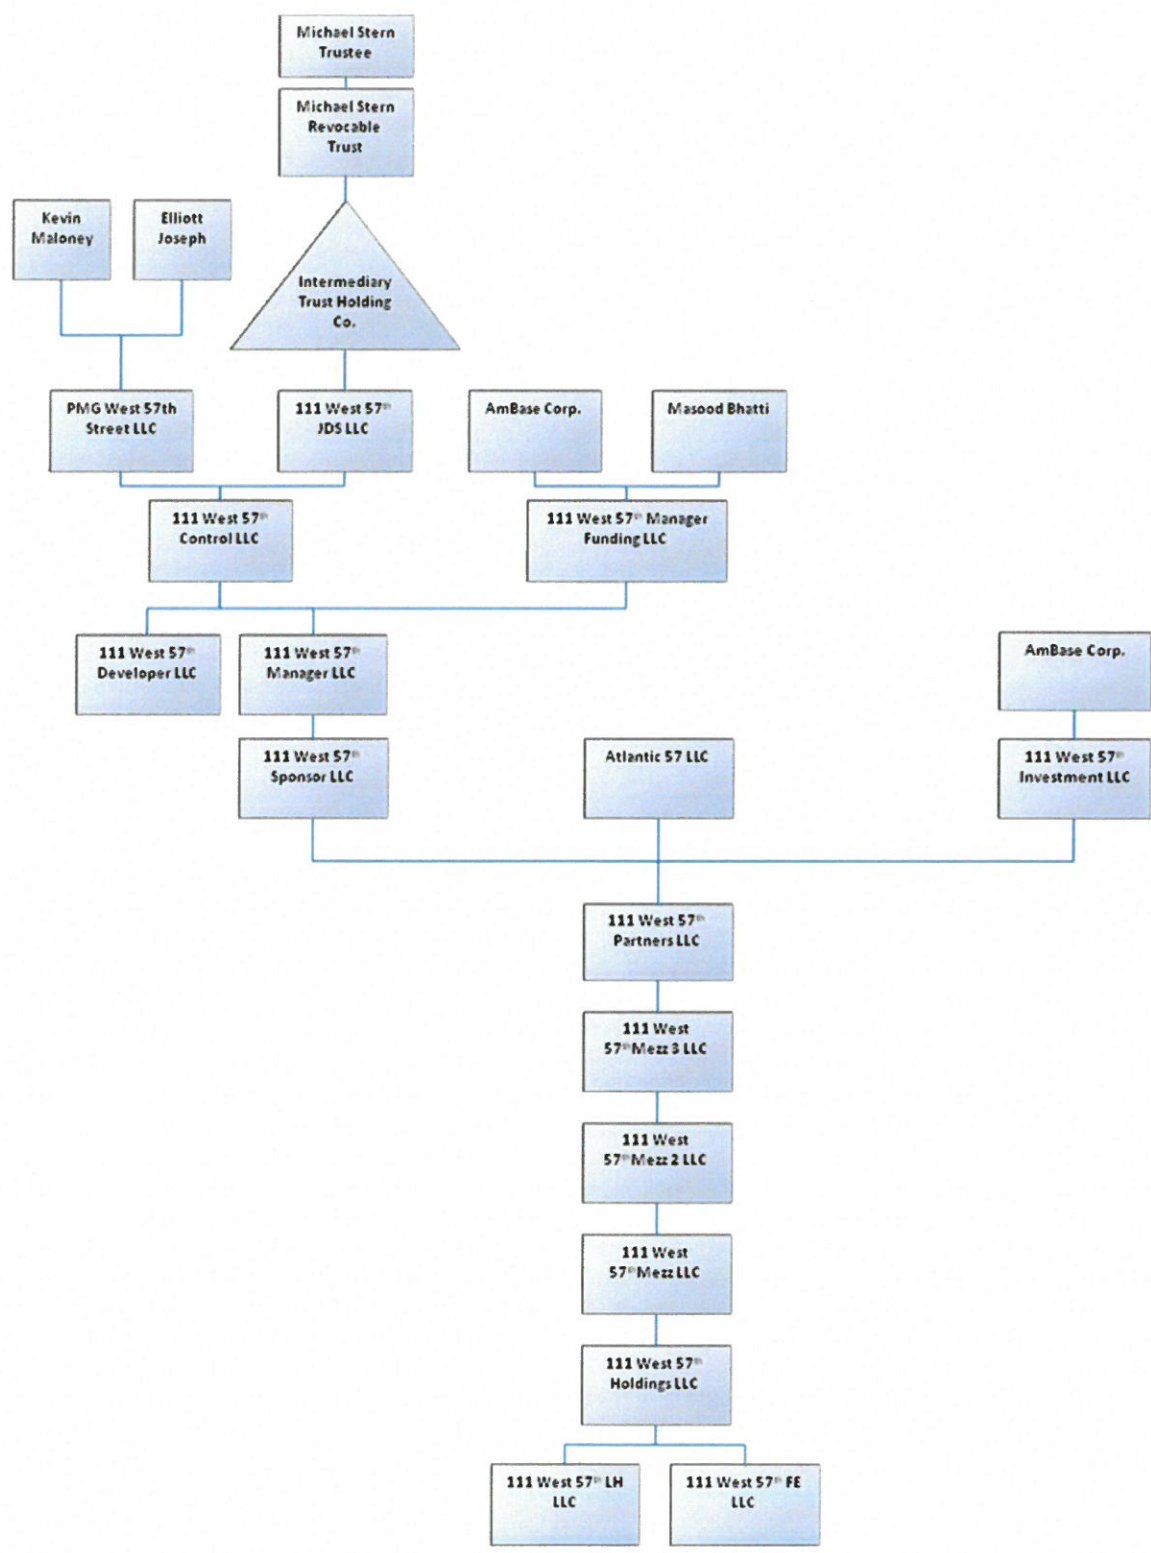 Michael Stern
Trustee
Michael Stern
Revocable
Trust
Kevin
Maloney
Elliott
Joseph
Intermediary
Trust Holding
Co.
PMG West 57th
Street LLC
111 West 57th
JDS LLC
AmBase Corp.
Masood Bhatti
111 West 57th
Control LLC
111 West 57th Manager
Funding LLC
111 West 57th
Developer LLC
111 West 57th
Manager LLC
AmBase Corp.
111 West 57th
Sponsor LLC
Atlantic 57 LLC
111 West 57th
Investment LLC
111 West 57th
Partners LLC
111 West
57th Mezz 3 LLC
111 West
57th Mezz 2 LLC
111 West
57th Mezz LLC
111 West 57th
Holdings LLC
111 West 57th LH
LLC
111 West 57th FE
LLC